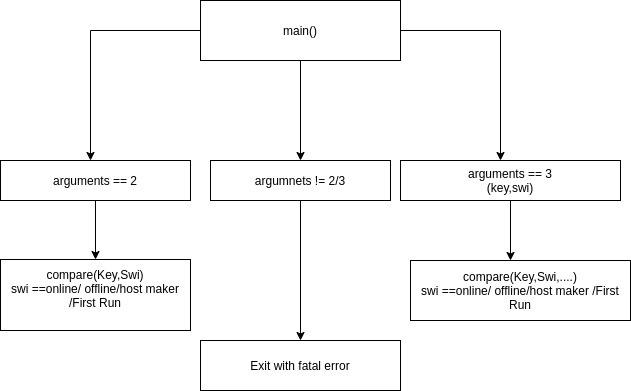 main()
arguments == 2
argumnets != 2/3
arguments == 3
(key,swi)
compare(Key,Swi)
swi ==online/ offline/host maker
/First Run
compare(Key,Swi,....)
swi ==online/ offline/host maker /First
Run
Exit with fatal error